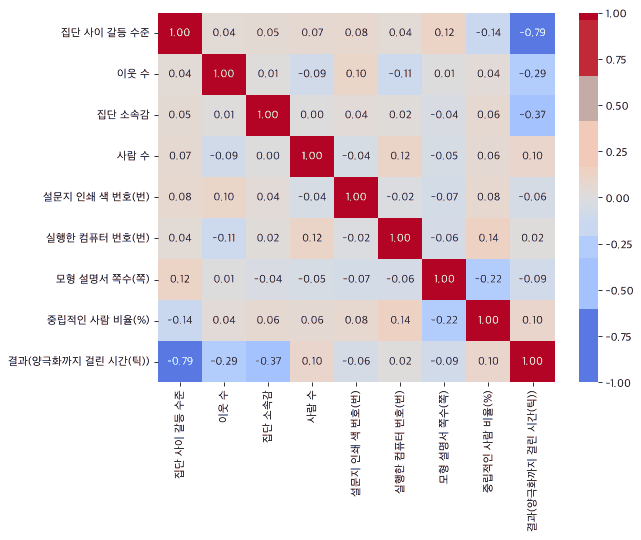 집단 사이 갈등 수준 1.00 0.04 0.05 0.07 0.08 0.04 0.12 −0.14 −0.79
이웃 수 0.04 1.00 0.01 −0.09 0.10 −0.11 0.01 0.04 −0.29
집단 소속감 0.05 0.01 1.00 0.00 0.04 0.02 −0.04 0.06 −0.37
사람 수 0.07 −0.09 0.00 1.00 −0.04 0.12 −0.05 0.06 0.10
설문지 인쇄 색 번호(번) 0.08 0.10 0.04 −0.04 1.00 −0.02 −0.07 0.08 −0.06
실행한 컴퓨터 번호(번) 0.04 −0.11 0.02 0.12 −0.02 1.00 −0.06 0.14 0.02
모형 설명서 쪽수(쪽) 0.12 0.01 −0.04 −0.05 −0.07 −0.06 1.00 −0.22 −0.09
중립적인 사람 비율(%) −0.14 0.04 0.06 0.06 0.08 0.14 −0.22 1.00 0.10
결과(양극화까지 걸린 시간(틱)) −0.79 −0.29 −0.37 0.10 −0.06 0.02 −0.09 0.10 1.00
집단 사이 갈등 수준
이웃 수
집단 소속감
사람 수
설문지 인쇄 색 번호(번)
실행한 컴퓨터 번호(번)
모형 설명서 쪽수(쪽)
중립적인 사람 비율(%)
결과(양극화까지 걸린 시간(틱))
1.00
0.75
0.50
0.25
0.00
−0.25
−0.50
−0.75
−1.00